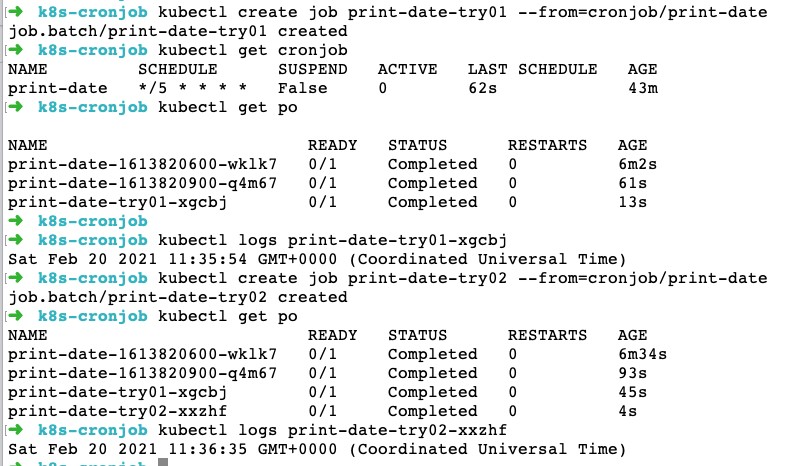 ➜ k8s-cronjob kubectl create job print-date-try01 --from=cronjob/print-date
job.batch/print-date-try01 created
➜ k8s-cronjob kubectl get cronjob
NAME SCHEDULE SUSPEND ACTIVE LAST SCHEDULE AGE
print-date */5 * * * * False 0 62s 43m
➜ k8s-cronjob kubectl get po
NAME READY STATUS RESTARTS AGE
print-date-1613820600-wklk7 0/1 Completed 0 6m2s
print-date-1613820900-q4m67 0/1 Completed 0 61s
print-date-try01-xgcbj 0/1 Completed 0 13s
➜ k8s-cronjob
➜ k8s-cronjob kubectl logs print-date-try01-xgcbj
Sat Feb 20 2021 11:35:54 GMT+0000 (Coordinated Universal Time)
➜ k8s-cronjob kubectl create job print-date-try02 --from=cronjob/print-date
job.batch/print-date-try02 created
➜ k8s-cronjob kubectl get po
NAME READY STATUS RESTARTS AGE
print-date-1613820600-wklk7 0/1 Completed 0 6m34s
print-date-1613820900-q4m67 0/1 Completed 0 93s
print-date-try01-xgcbj 0/1 Completed 0 45s
print-date-try02-xxzhf 0/1 Completed 0 4s
➜ k8s-cronjob kubectl logs print-date-try02-xxzhf
Sat Feb 20 2021 11:36:35 GMT+0000 (Coordinated Universal Time)
➜ k8s-cronjob